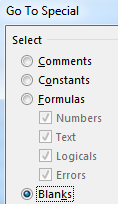 Go To Special
Select
Comments
Constants
Formulas
Numbers
Text
Logicals
Errors
Blanks